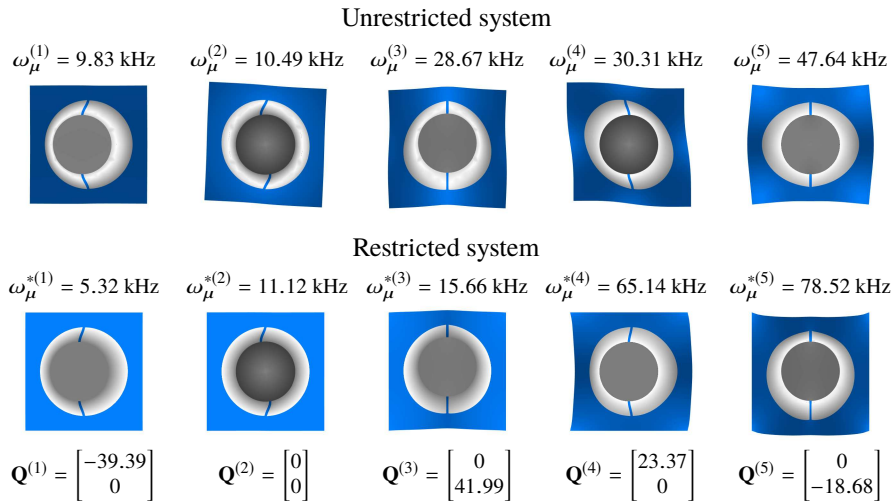 Unrestricted system
ω_μ^(1) = 9.83 kHz ω_μ^(2) = 10.49 kHz ω_μ^(3) = 28.67 kHz ω_μ^(4) = 30.31 kHz ω_μ^(5) = 47.64 kHz
Restricted system
ω_μ^*(1) = 5.32 kHz ω_μ^*(2) = 11.12 kHz ω_μ^*(3) = 15.66 kHz ω_μ^*(4) = 65.14 kHz ω_μ^*(5) = 78.52 kHz
Q^(1) = [−39.39 0] Q^(2) = [0 0] Q^(3) = [0 41.99] Q^(4) = [23.37 0] Q^(5) = [0 −18.68]